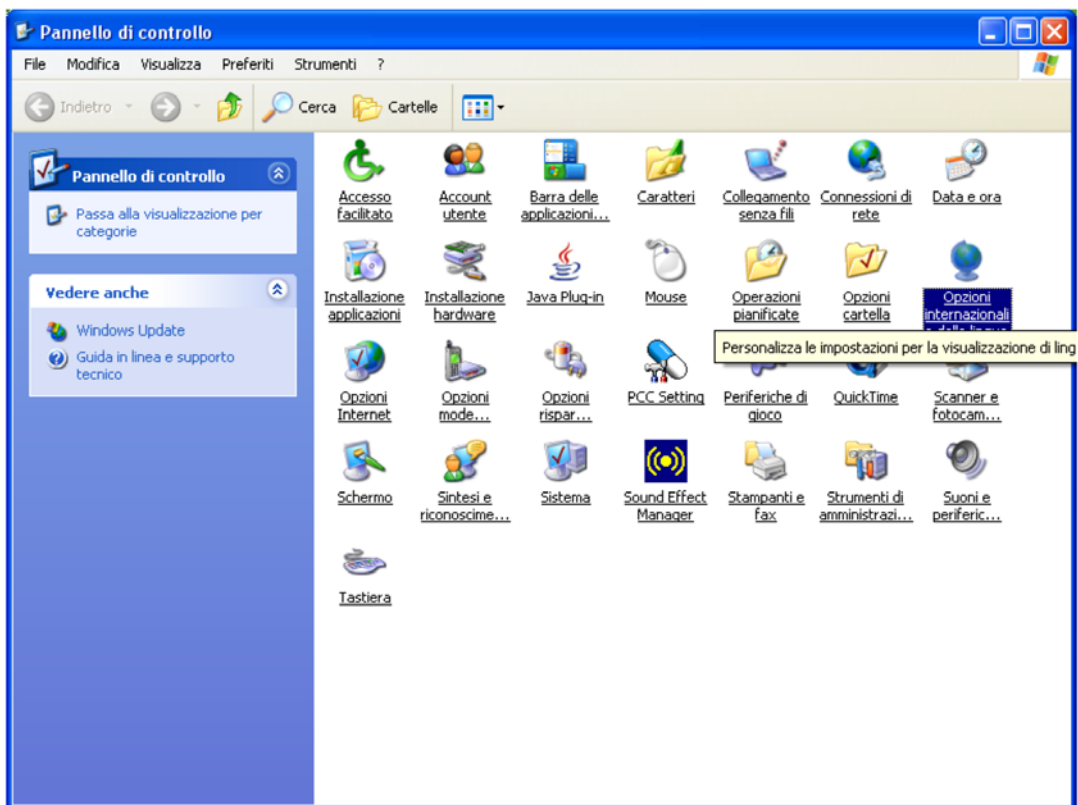 Pannello di controllo
File Modifica Visualizza Preferiti Strumenti ?
Indietro Cerca Cartelle
Pannello di controllo
Passa alla visualizzazione per
categorie
Vedere anche
Windows Update
Guida in linea e supporto
tecnico
Accesso
facilitato
Account
utente
Barra delle
applicazioni...
Caratteri
Collegamento
senza fili
Connessioni di
rete
Data e ora
Installazione
applicazioni
Installazione
hardware
Java Plug-in
Mouse
Operazioni
pianificate
Opzioni
cartella
Opzioni
internazionali
Personalizza le impostazioni per la visualizzazione di ling
Opzioni
Internet
Opzioni
mode...
Opzioni
rispar...
PCC Setting
Periferiche di
gioco
QuickTime
Scanner e
fotocam...
Schermo
Sintesi e
riconoscime...
Sistema
Sound Effect
Manager
Stampanti e
fax
Strumenti di
amministrazi...
Suoni e
periferic...
Tastiera